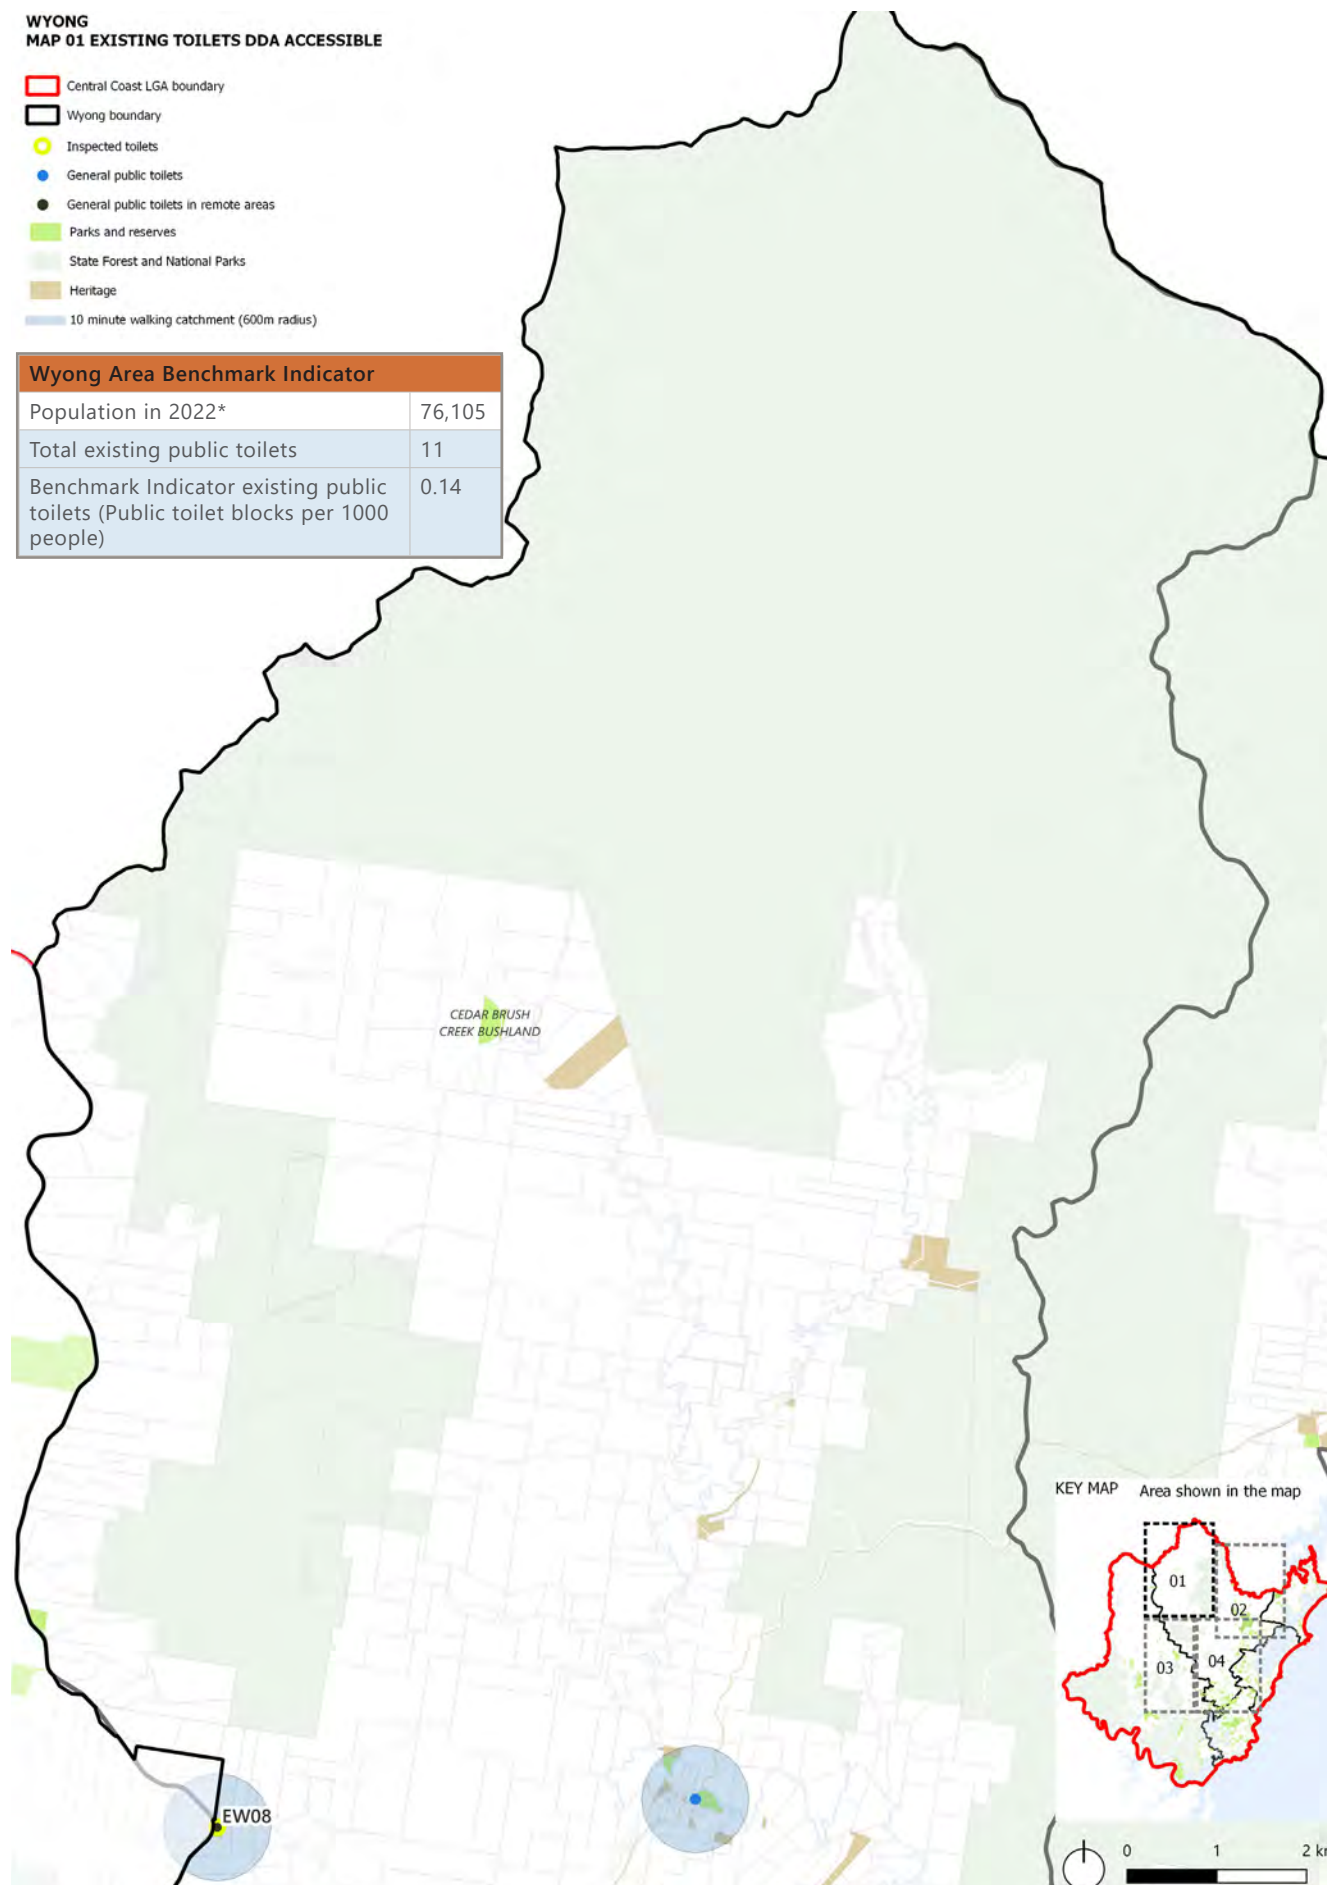 WYONG
MAP 01 EXISTING TOILETS DDA ACCESSIBLE
Central Coast LGA boundary
Wyong boundary
Inspected toilets
General public toilets
General public toilets in remote areas
Parks and reserves
State Forest and National Parks
Heritage
10 minute walking catchment (600m radius)
Wyong Area Benchmark Indicator
Population in 2022* 76,105
Total existing public toilets 11
Benchmark Indicator existing public 0.14
toilets (Public toilet blocks per 1000
people)
CEDAR BRUSH
CREEK BUSHLAND
KEY MAP Area shown in the map
01
02
03
04
EW08
0 1 2 km